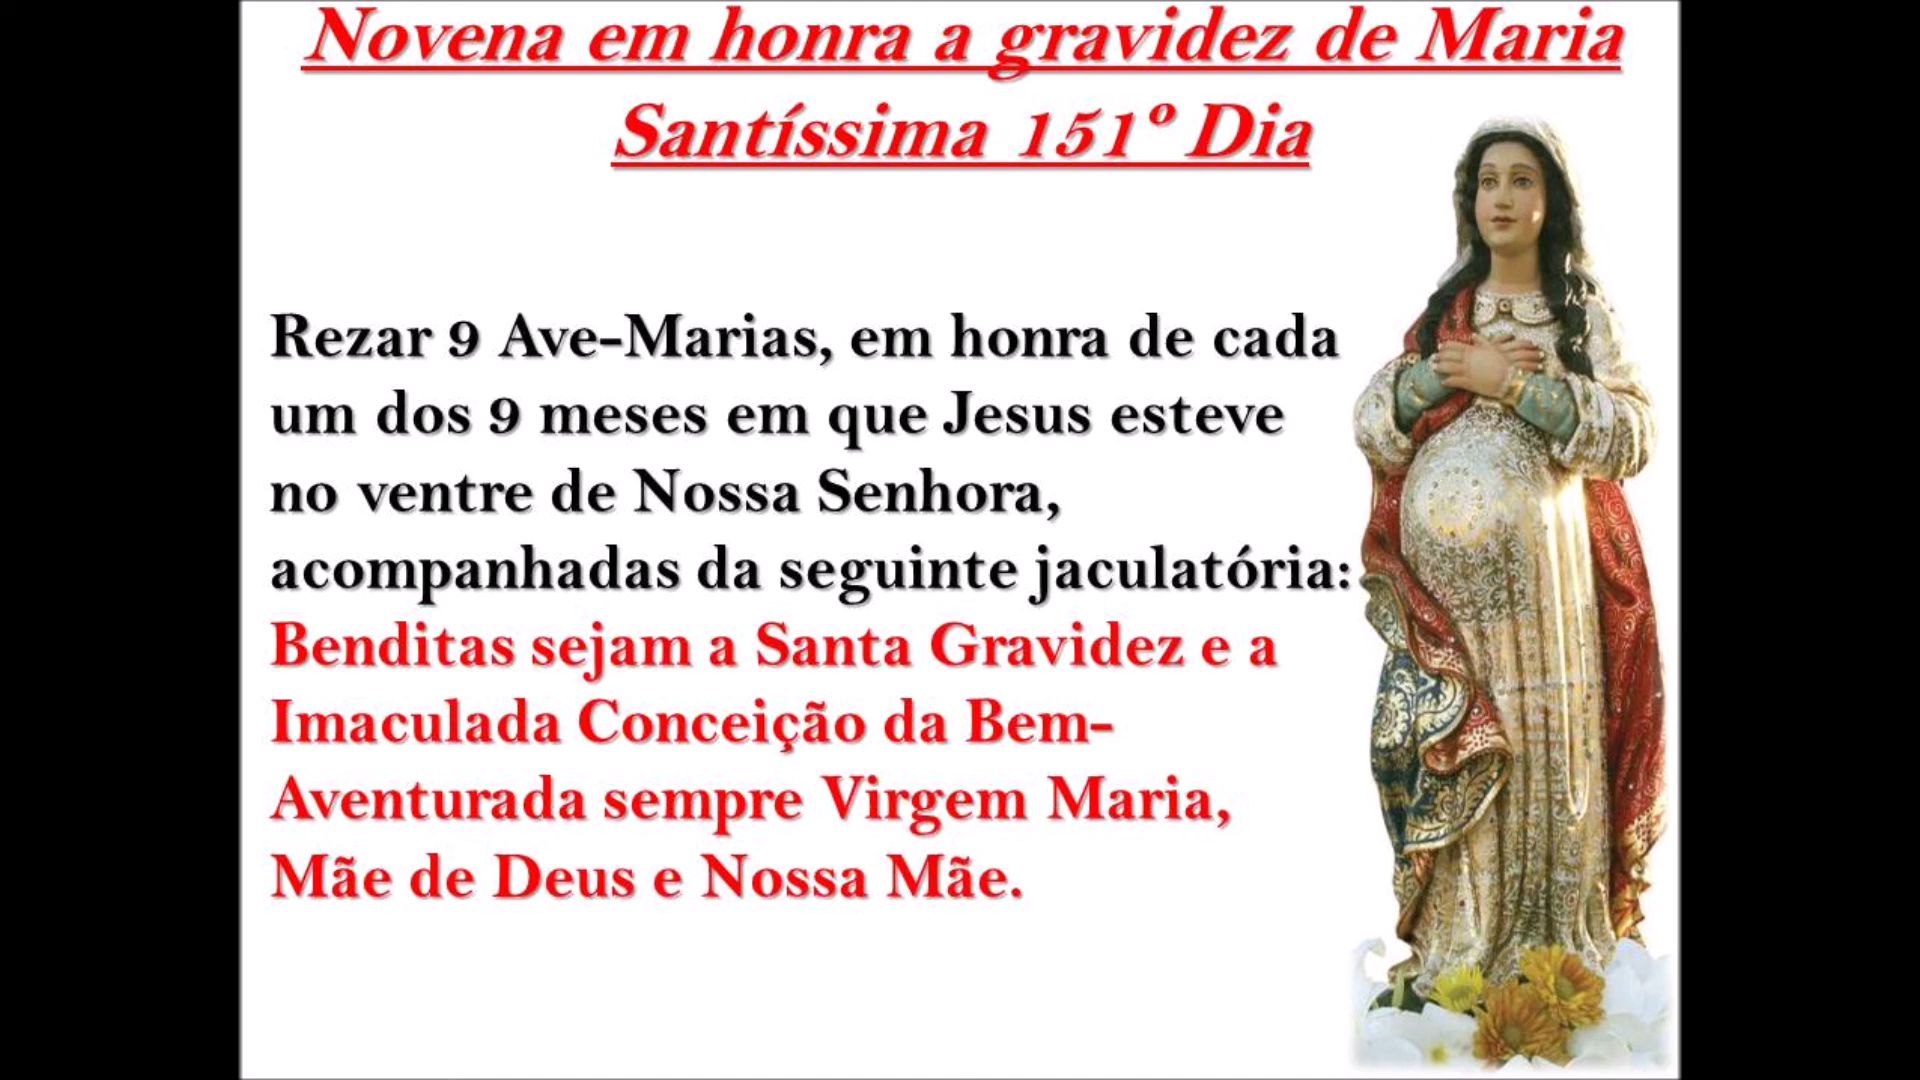 Novena em honra a gravidez de Maria
Santíssima 151º Dia
Rezar 9 Ave-Marias, em honra de cada
um dos 9 meses em que Jesus esteve
no ventre de Nossa Senhora,
acompanhadas da seguinte jaculatória:
Benditas sejam a Santa Gravidez e a
Imaculada Conceição da Bem-
Aventurada sempre Virgem Maria,
Mãe de Deus e Nossa Mãe.